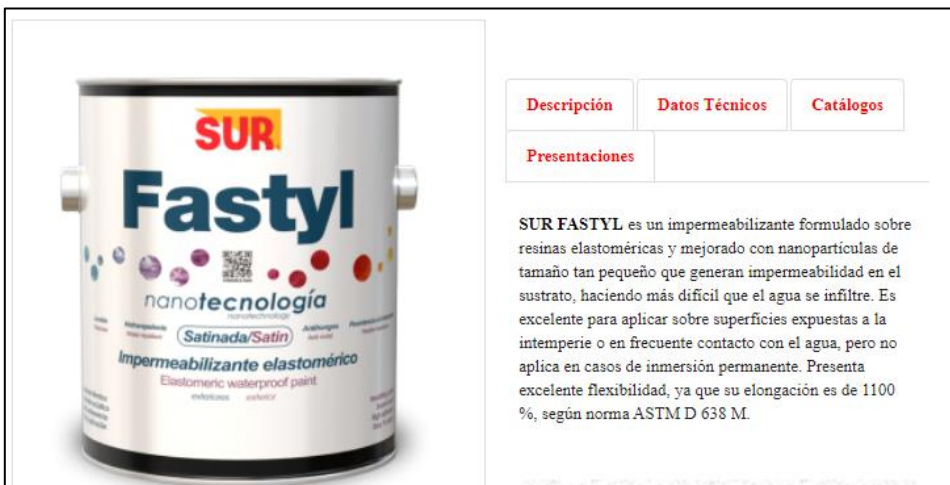 SUR
Fastyl
nanotecnología
nanotechnology
Satinada/Satin
Antihongos
Impermeabilizante elastomérico
Elastomeric waterproof paint
exteriores exterior
Descripción Datos Técnicos Catálogos
Presentaciones
SUR FASTYL es un impermeabilizante formulado sobre
resinas elastoméricas y mejorado con nanopartículas de
tamaño tan pequeño que generan impermeabilidad en el
sustrato, haciendo más difícil que el agua se infiltre. Es
excelente para aplicar sobre superficies expuestas a la
intemperie o en frecuente contacto con el agua, pero no
aplica en casos de inmersión permanente. Presenta
excelente flexibilidad, ya que su elongación es de 1100
%, según norma ASTM D 638 M.